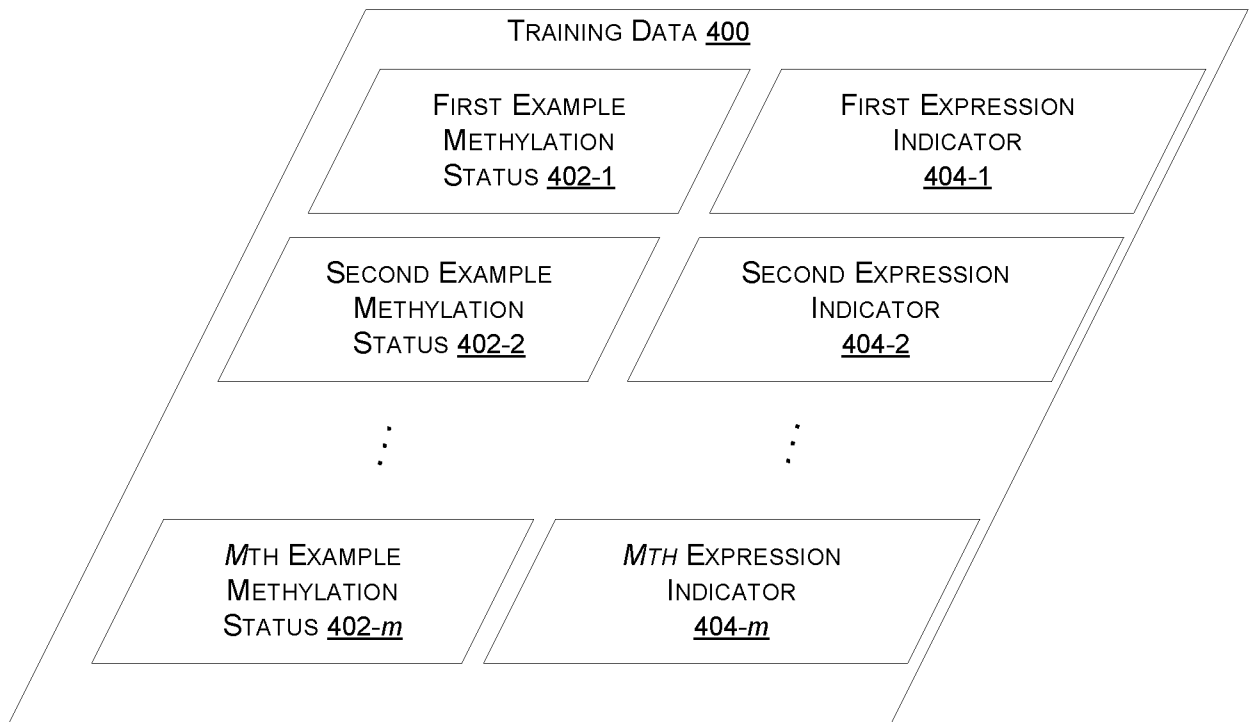 TRAINING DATA 400
FIRST EXAMPLE
METHYLATION
STATUS 402-1
FIRST EXPRESSION
INDICATOR
404-1
SECOND EXAMPLE
METHYLATION
STATUS 402-2
SECOND EXPRESSION
INDICATOR
404-2
MTH EXAMPLE
METHYLATION
STATUS 402-m
MTH EXPRESSION
INDICATOR
404-m